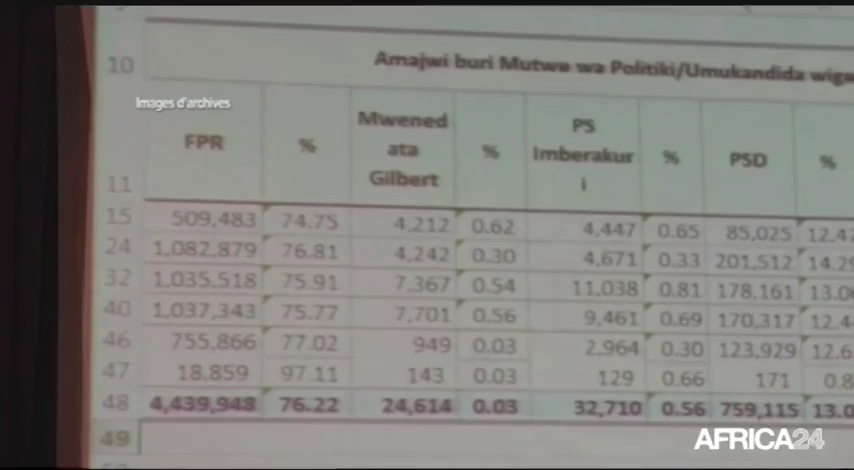 10 Amajwi buri Mutwe wa Politiki/Umukandida
Images d'archives
11 FPR % Mwened ata Gilbert % PS Imberakur i % PSD %
15 509,483 74.75 4,212 0.62 4,447 0.65 85,025
24 1,082,879 76.81 4,242 0.30 4,671 0.33 201,512
32 1,035,518 75.91 7,367 0.54 11,038 0.81 178,161
40 1,037,343 75.77 7,701 0.56 9,461 0.69 170,317
46 755,866 77.02 949 0.03 2,964 0.30 123,929
47 18,859 97.11 143 0.03 129 0.66 171
48 4,439,948 76.22 24,614 0.03 32,710 0.56 759,115
49
AFRICA24